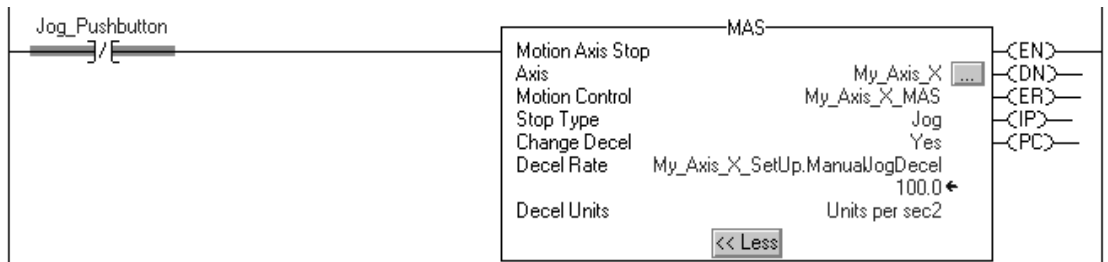 Jog_Pushbutton
MAS
Motion Axis Stop
Axis My_Axis_X ...
Motion Control My_Axis_X_MAS
Stop Type Jog
Change Decel Yes
Decel Rate My_Axis_X_SetUp.ManualJogDecel
100.0
Decel Units Units per sec2
<< Less
EN
DN
ER
IP
PC